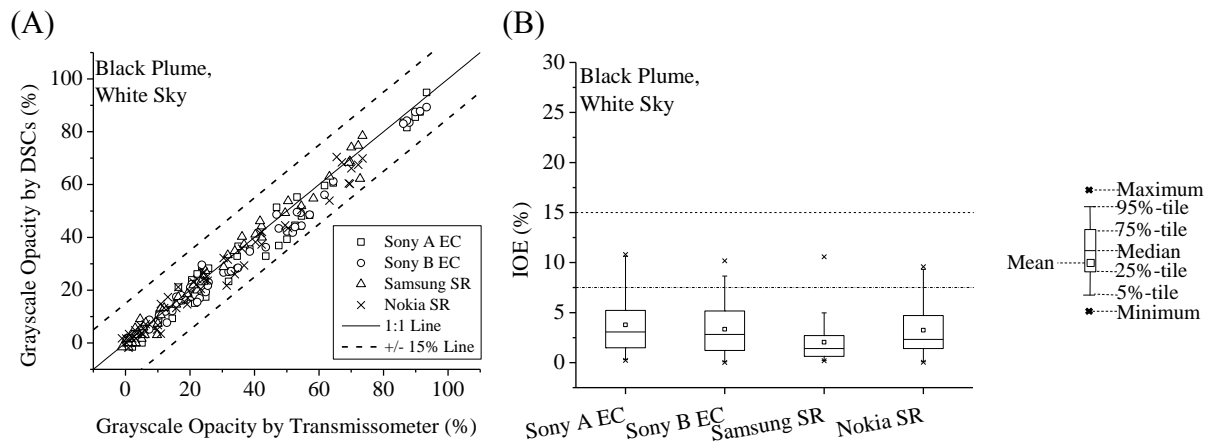 (A)
Black Plume,
White Sky
Grayscale Opacity by DSCs (%)
100
80
60
40
20
0
0 20 40 60 80 100
Grayscale Opacity by Transmissometer (%)
Sony A EC
Sony B EC
Samsung SR
Nokia SR
1:1 Line
+/- 15% Line
(B)
Black Plume,
White Sky
IOE (%)
30
25
20
15
10
5
0
Sony A EC
Sony B EC
Samsung SR
Nokia SR
Maximum
95%-tile
75%-tile
Median
Mean
25%-tile
5%-tile
Minimum